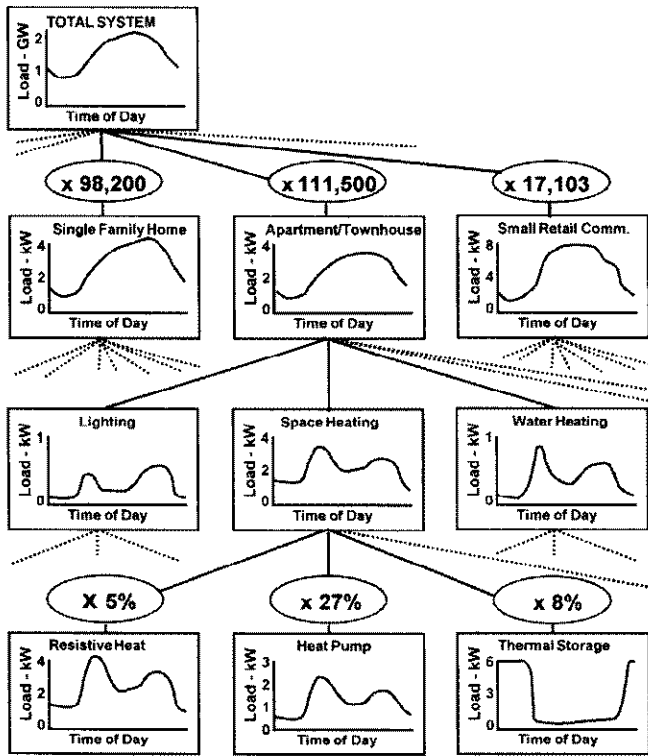 TOTAL SYSTEM
Load - GW
2
1
0
Time of Day
x 98,200
x 111,500
x 17,103
Single Family Home
Load - kW
4
2
0
Time of Day
Apartment/Townhouse
Load - kW
4
2
0
Time of Day
Small Retail Comm.
Load - kW
8
4
0
Time of Day
Lighting
Load - kW
1
0
Time of Day
Space Heating
Load - kW
4
2
0
Time of Day
Water Heating
Load - kW
1
0
Time of Day
X 5%
x 27%
x 8%
Resistive Heat
Load - kW
4
2
0
Time of Day
Heat Pump
Load - kW
3
2
1
0
Time of Day
Thermal Storage
Load - kW
6
3
0
Time of Day